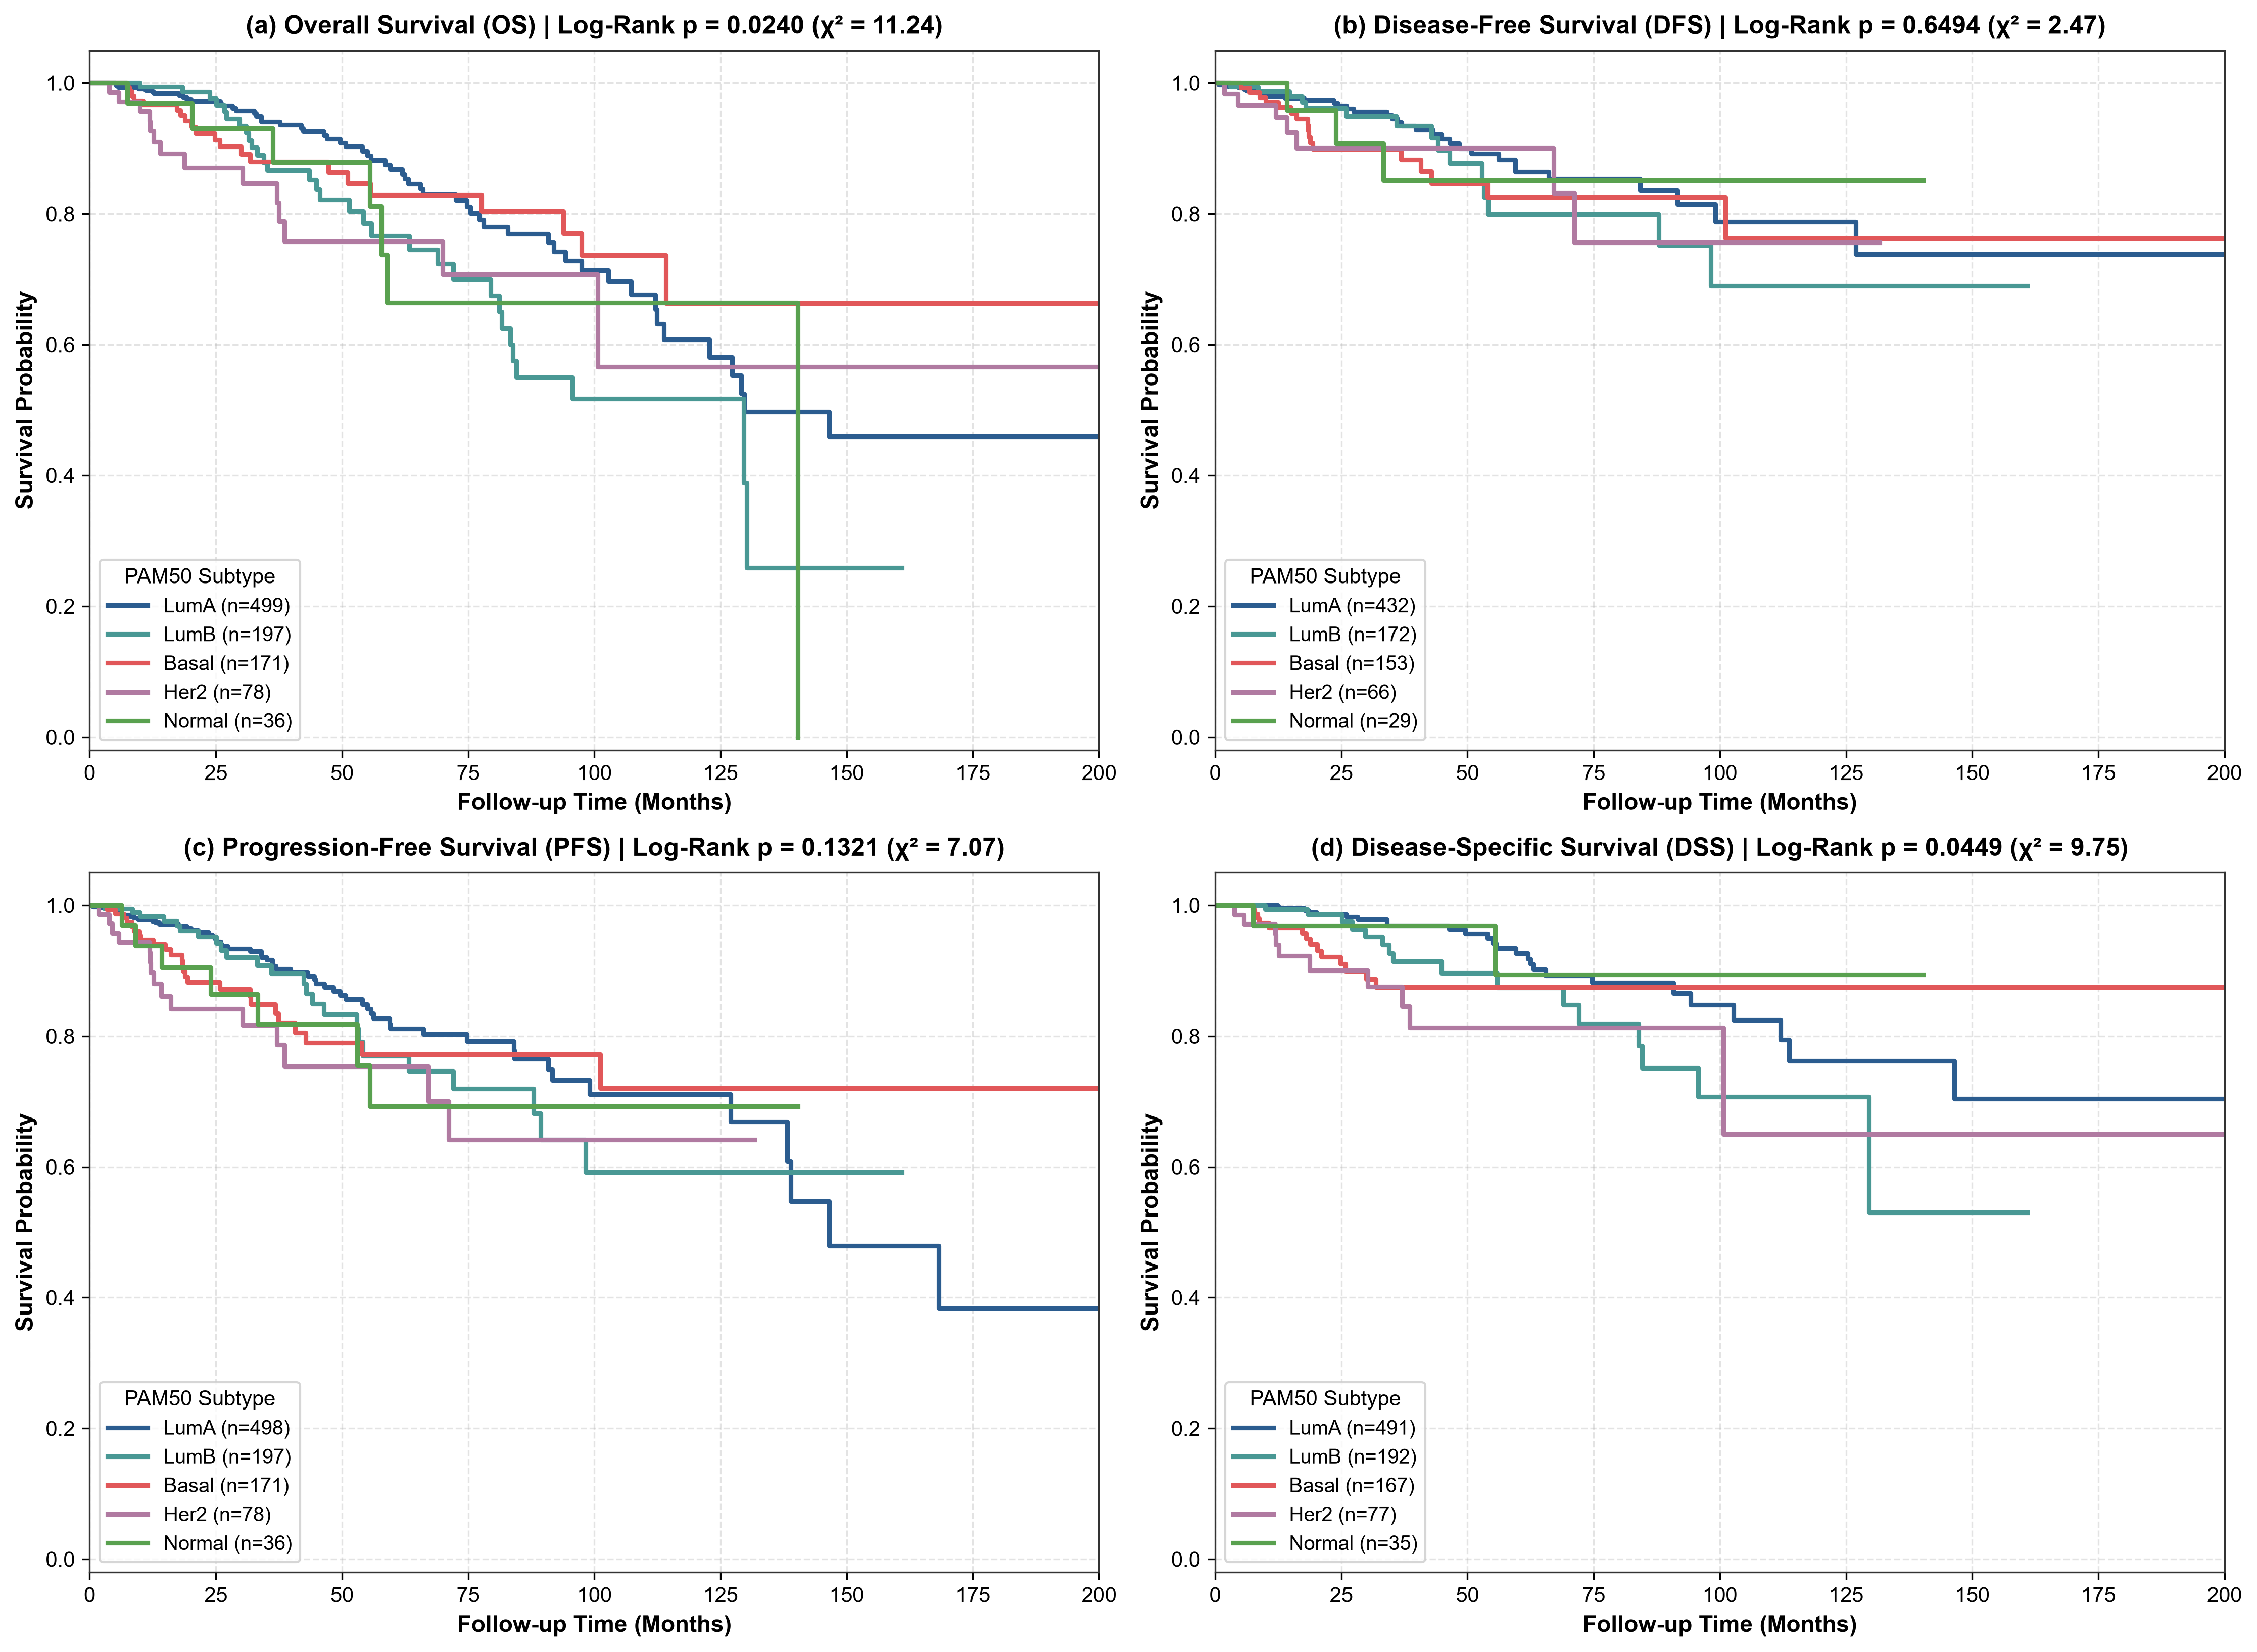 (a) Overall Survival (OS) | Log-Rank p = 0.0240 (χ² = 11.24)
Survival Probability
1.0
0.8
0.6
0.4
0.2
0.0
PAM50 Subtype
LumA (n=499)
LumB (n=197)
Basal (n=171)
Her2 (n=78)
Normal (n=36)
0 25 50 75 100 125 150 175 200
Follow-up Time (Months)
(b) Disease-Free Survival (DFS) | Log-Rank p = 0.6494 (χ² = 2.47)
Survival Probability
1.0
0.8
0.6
0.4
0.2
0.0
PAM50 Subtype
LumA (n=432)
LumB (n=172)
Basal (n=153)
Her2 (n=66)
Normal (n=29)
0 25 50 75 100 125 150 175 200
Follow-up Time (Months)
(c) Progression-Free Survival (PFS) | Log-Rank p = 0.1321 (χ² = 7.07)
Survival Probability
1.0
0.8
0.6
0.4
0.2
0.0
PAM50 Subtype
LumA (n=498)
LumB (n=197)
Basal (n=171)
Her2 (n=78)
Normal (n=36)
0 25 50 75 100 125 150 175 200
Follow-up Time (Months)
(d) Disease-Specific Survival (DSS) | Log-Rank p = 0.0449 (χ² = 9.75)
Survival Probability
1.0
0.8
0.6
0.4
0.2
0.0
PAM50 Subtype
LumA (n=491)
LumB (n=192)
Basal (n=167)
Her2 (n=77)
Normal (n=35)
0 25 50 75 100 125 150 175 200
Follow-up Time (Months)